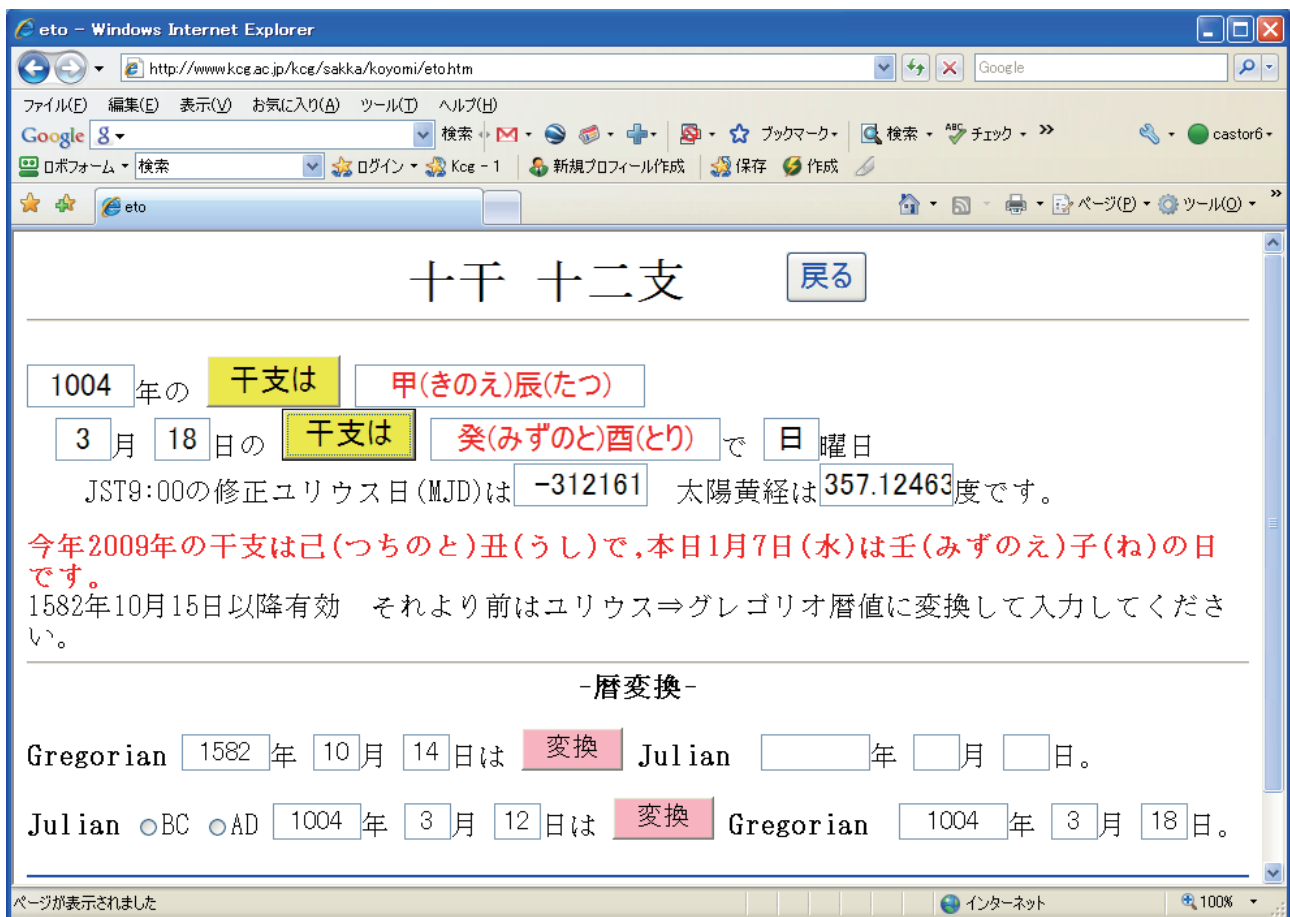 eto - Windows Internet Explorer
http://www.kcg.ac.jp/kcg/sakka/koyomi/eto.htm Google
ファイル(F) 編集(E) 表示(V) お気に入り(A) ツール(T) ヘルプ(H)
Google 検索 ブックマーク 検索 チェック castor6
ロボフォーム 検索 ログイン Kcg - 1 新規プロフィール作成 保存 作成
eto ページ(P) ツール(O)
十干 十二支 戻る
1004 年の 干支は 甲(きのえ)辰(たつ)
3 月 18 日の 干支は 癸(みずのと)酉(とり) で 日 曜日
JST9:00の修正ユリウス日(MJD)は -312161 太陽黄経は 357.12463 度です。
今年2009年の干支は己(つちのと)丑(うし)で,本日1月7日(水)は壬(みずのえ)子(ね)の日
です。
1582年10月15日以降有効 それより前はユリウス⇒グレゴリオ暦値に変換して入力してくださ
い。
-暦変換-
Gregorian 1582 年 10 月 14 日は 変換 Julian 年 月 日。
Julian BC AD 1004 年 3 月 12 日は 変換 Gregorian 1004 年 3 月 18 日。
ページが表示されました インターネット 100%